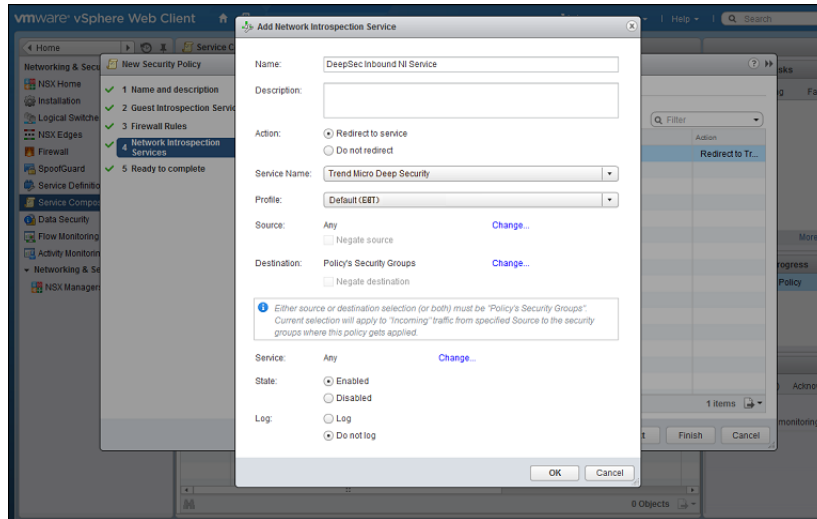 vmware® vSphere Web Client
Help
Search
Add Network Introspection Service
Home
Service C
Networking & Secu
NSX Home
Installation
Logical Switche
NSX Edges
Firewall
SpoofGuard
Service Definitio
Service Compos
Data Security
Flow Monitoring
Activity Monitorin
Networking & Se
NSX Manager
New Security Policy
1 Name and description
2 Guest Introspection Servic
3 Firewall Rules
4 Network Introspection
Services
5 Ready to complete
Name: DeepSec Inbound NI Service
Description:
Action: Redirect to service
Do not redirect
Service Name: Trend Micro Deep Security
Profile: Default (EBT)
Source: Any Change...
Negate source
Destination: Policy's Security Groups Change...
Negate destination
Either source or destination selection (or both) must be "Policy's Security Groups".
Current selection will apply to "Incoming" traffic from specified Source to the security
groups where this policy gets applied.
Service: Any Change...
State: Enabled
Disabled
Log: Log
Do not log
OK Cancel
Filter
Action
Redirect to Tr...
1 items
t Finish Cancel
0 Objects
sks
g Fa
More
rogress
Policy
Ackno
monitoring